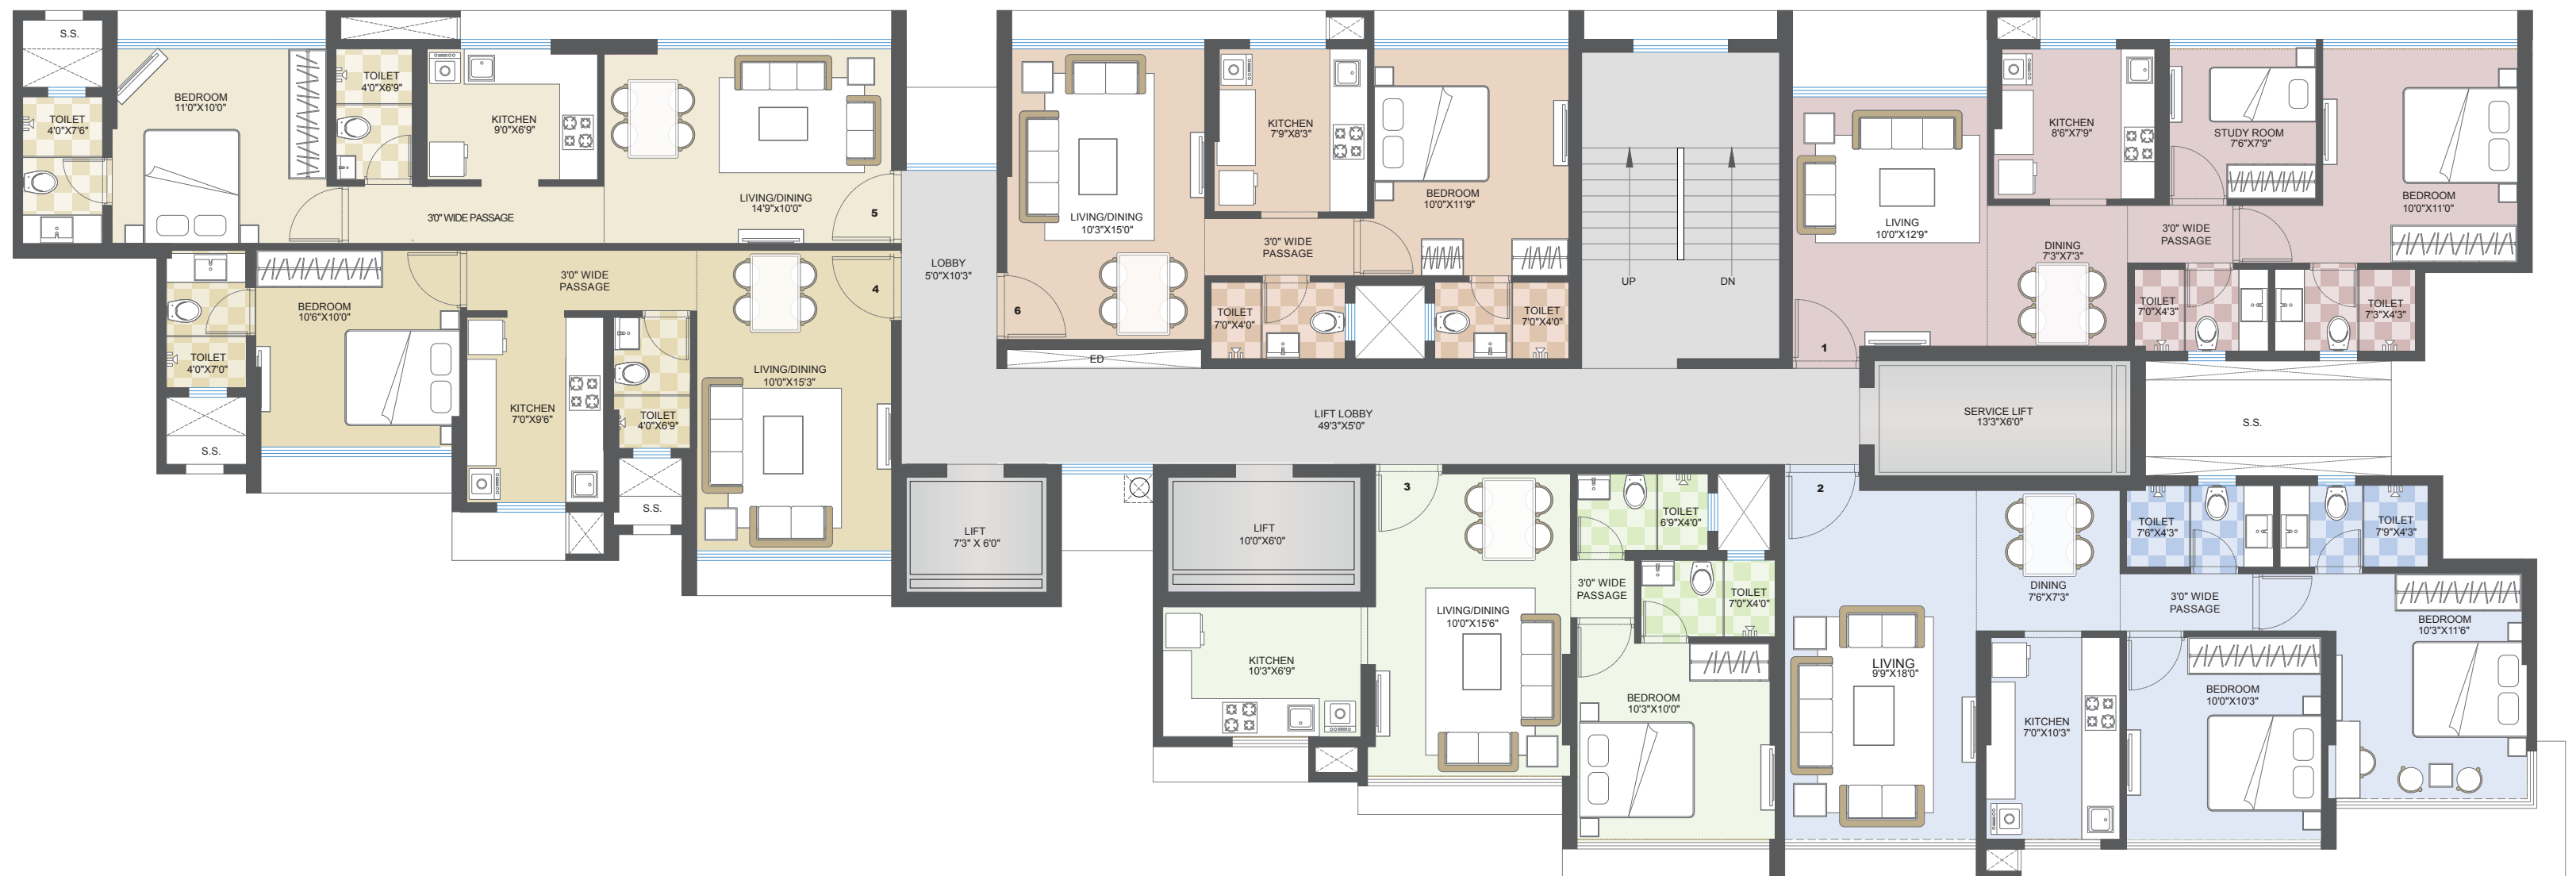 S.S.
TOILET
4'0"X7'6"
BEDROOM
11'0"X10'0"
TOILET
4'0"X6'9"
KITCHEN
9'0"X6'9"
LIVING/DINING
14'9"x10'0"
5
3'0" WIDE PASSAGE
LOBBY
5'0"X10'3"
LIVING/DINING
10'3"X15'0"
6
KITCHEN
7'9"X8'3"
BEDROOM
10'0"X11'9"
3'0" WIDE
PASSAGE
TOILET
7'0"X4'0"
TOILET
7'0"X4'0"
ED
UP
DN
LIVING
10'0"X12'9"
1
KITCHEN
8'6"X7'9"
STUDY ROOM
7'6"X7'9"
BEDROOM
10'0"X11'0"
DINING
7'3"X7'3"
3'0" WIDE
PASSAGE
TOILET
7'0"X4'3"
TOILET
7'3"X4'3"
BEDROOM
10'6"X10'0"
3'0" WIDE
PASSAGE
4
TOILET
4'0"X7'0"
S.S.
KITCHEN
7'0"X9'6"
TOILET
4'0"X6'9"
S.S.
LIVING/DINING
10'0"X15'3"
LIFT LOBBY
49'3"X5'0"
SERVICE LIFT
13'3"X6'0"
S.S.
LIFT
7'3" X 6'0"
LIFT
10'0"X6'0"
3
TOILET
6'9"X4'0"
3'0" WIDE
PASSAGE
TOILET
7'0"X4'0"
LIVING/DINING
10'0"X15'6"
KITCHEN
10'3"X6'9"
BEDROOM
10'3"X10'0"
2
TOILET
7'6"X4'3"
TOILET
7'9"X4'3"
DINING
7'6"X7'3"
3'0" WIDE
PASSAGE
BEDROOM
10'3"X11'6"
LIVING
9'9"X18'0"
KITCHEN
7'0"X10'3"
BEDROOM
10'0"X10'3"